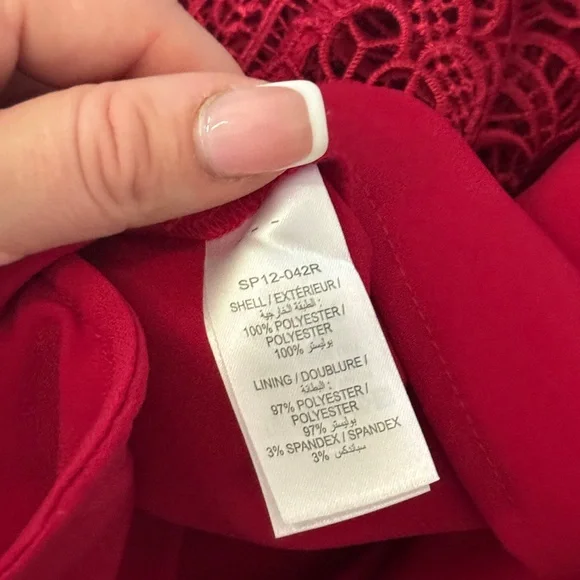 SP12-042R
SHELL / EXTÉRIEUR /
الطبقة الخارجية :
100% POLYESTER /
POLYESTER
100% بوليستر
LINING / DOUBLURE /
البطانة :
97% POLYESTER /
POLYESTER
97% بوليستر
3% SPANDEX / SPANDEX
3% سباندكس